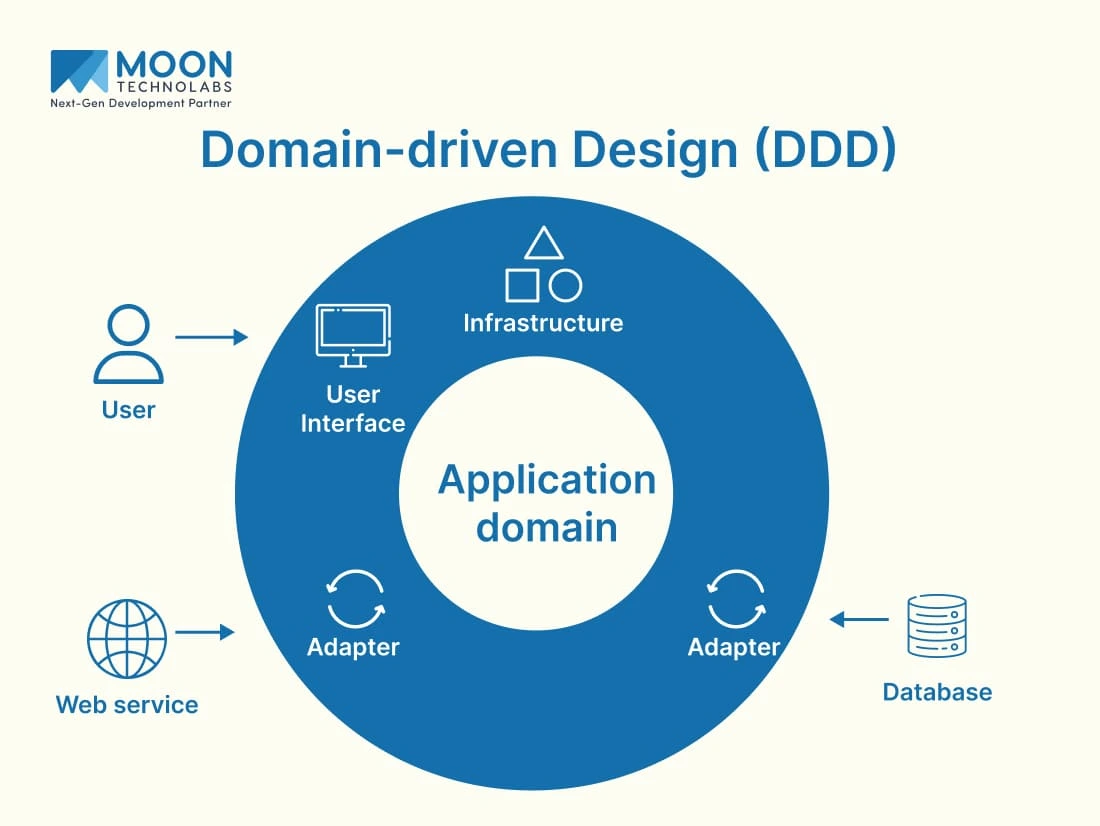 MOON
TECHNOLABS
Next-Gen Development Partner
Domain-driven Design (DDD)
Infrastructure
User
Interface
User
Application
domain
Adapter
Adapter
Web service
Database